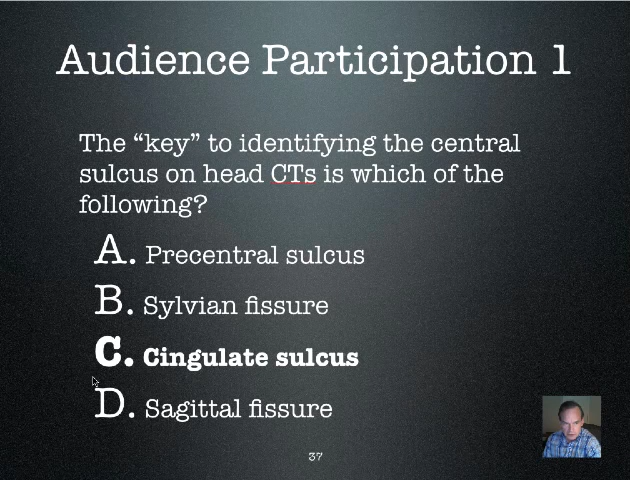 Audience Participation 1
The “key” to identifying the central
sulcus on head CTs is which of the
following?
A. Precentral sulcus
B. Sylvian fissure
C. Cingulate sulcus
D. Sagittal fissure
37